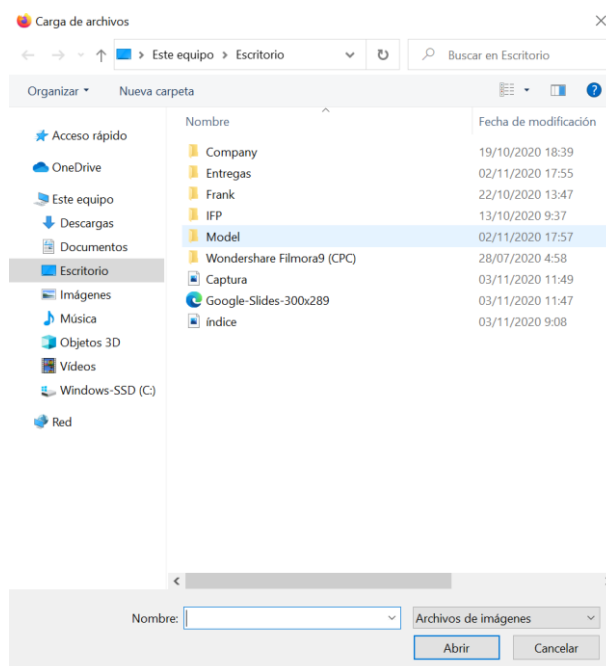 Carga de archivos
Este equipo > Escritorio
Buscar en Escritorio
Organizar
Nueva carpeta
Acceso rápido
OneDrive
Este equipo
Descargas
Documentos
Escritorio
Imágenes
Música
Objetos 3D
Vídeos
Windows-SSD (C:)
Red
Nombre Fecha de modificación
Company 19/10/2020 18:39
Entregas 02/11/2020 17:55
Frank 22/10/2020 13:47
IFP 13/10/2020 9:37
Model 02/11/2020 17:57
Wondershare Filmora9 (CPC) 28/07/2020 4:58
Captura 03/11/2020 11:49
Google-Slides-300x289 03/11/2020 11:47
índice 03/11/2020 9:08
Nombre:
Archivos de imágenes
Abrir
Cancelar